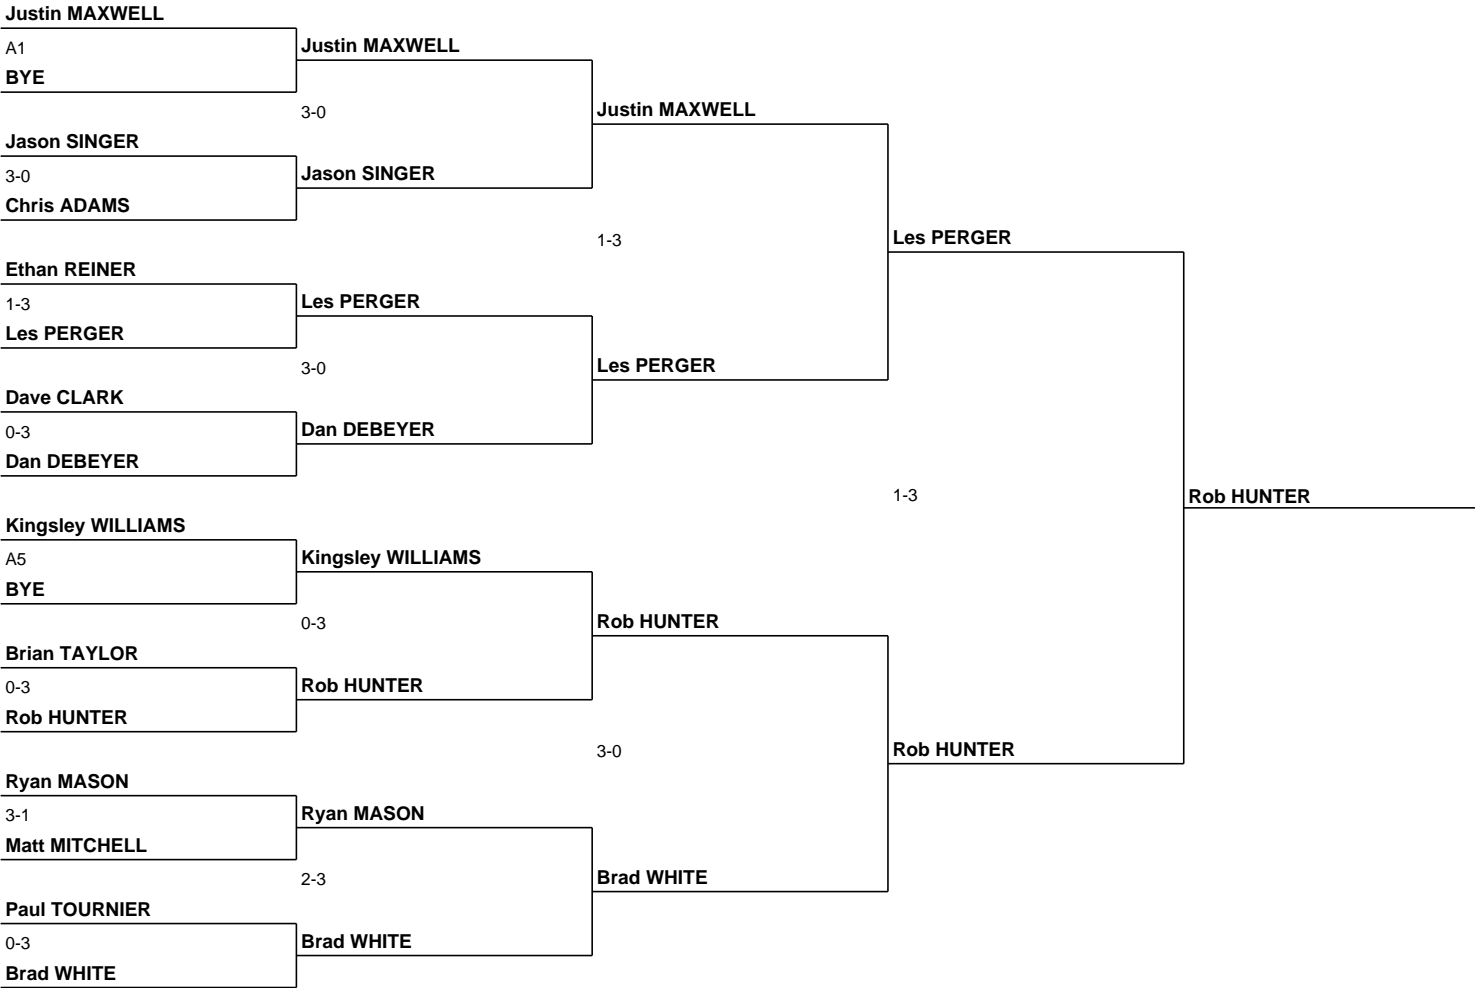 Justin MAXWELL
A1
BYE
Jason SINGER
3-0
Chris ADAMS
Ethan REINER
1-3
Les PERGER
Dave CLARK
0-3
Dan DEBEYER
Kingsley WILLIAMS
A5
BYE
Brian TAYLOR
0-3
Rob HUNTER
Ryan MASON
3-1
Matt MITCHELL
Paul TOURNIER
0-3
Brad WHITE
Justin MAXWELL
3-0
Jason SINGER
Les PERGER
3-0
Dan DEBEYER
Kingsley WILLIAMS
0-3
Rob HUNTER
Ryan MASON
2-3
Brad WHITE
Justin MAXWELL
1-3
Les PERGER
Rob HUNTER
3-0
Brad WHITE
Les PERGER
1-3
Rob HUNTER
Rob HUNTER